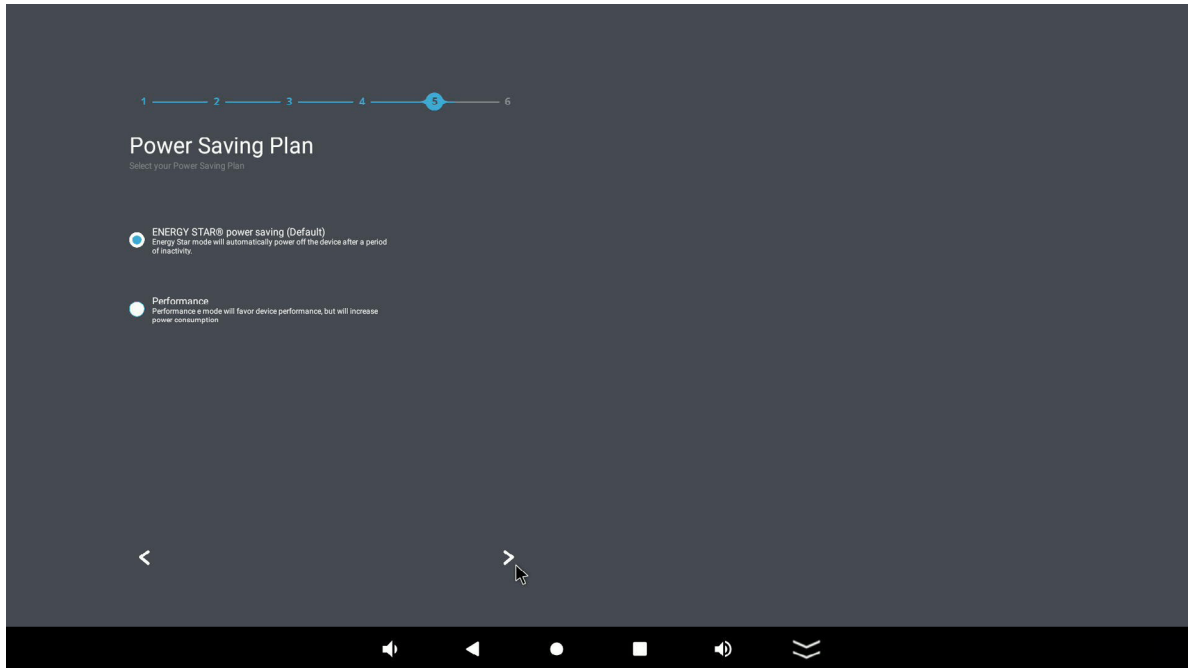 1 2 3 4 5 6
Power Saving Plan
Select your Power Saving Plan
ENERGY STAR® power saving (Default)
Energy Star mode will automatically power off the device after a period
of inactivity.
Performance
Performance e mode will favor device performance, but will increase
power consumption